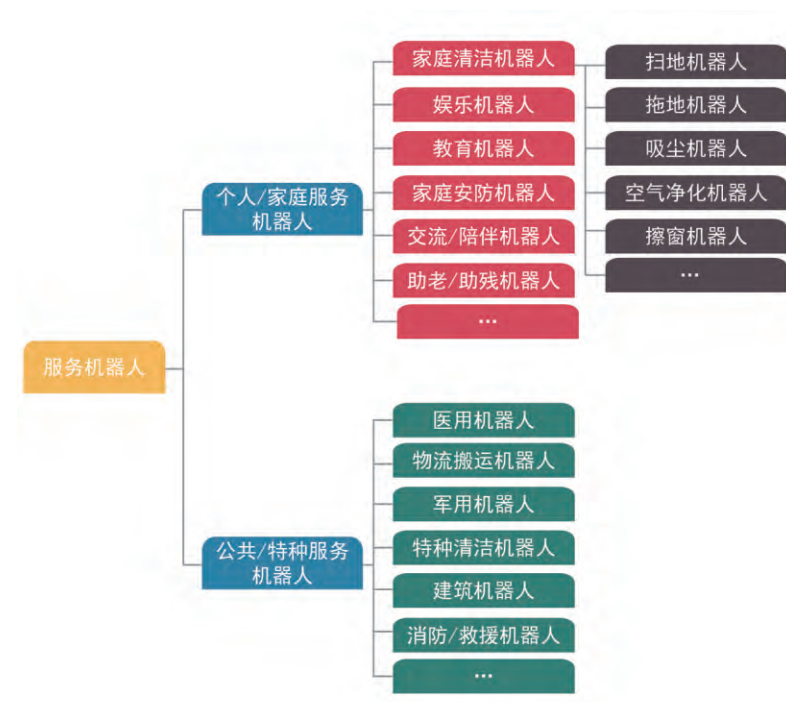 服务机器人
个人/家庭服务
机器人
家庭清洁机器人
娱乐机器人
教育机器人
家庭安防机器人
交流/陪伴机器人
助老/助残机器人
...
扫地机器人
拖地机器人
吸尘机器人
空气净化机器人
擦窗机器人
...
公共/特种服务
机器人
医用机器人
物流搬运机器人
军用机器人
特种清洁机器人
建筑机器人
消防/救援机器人
...